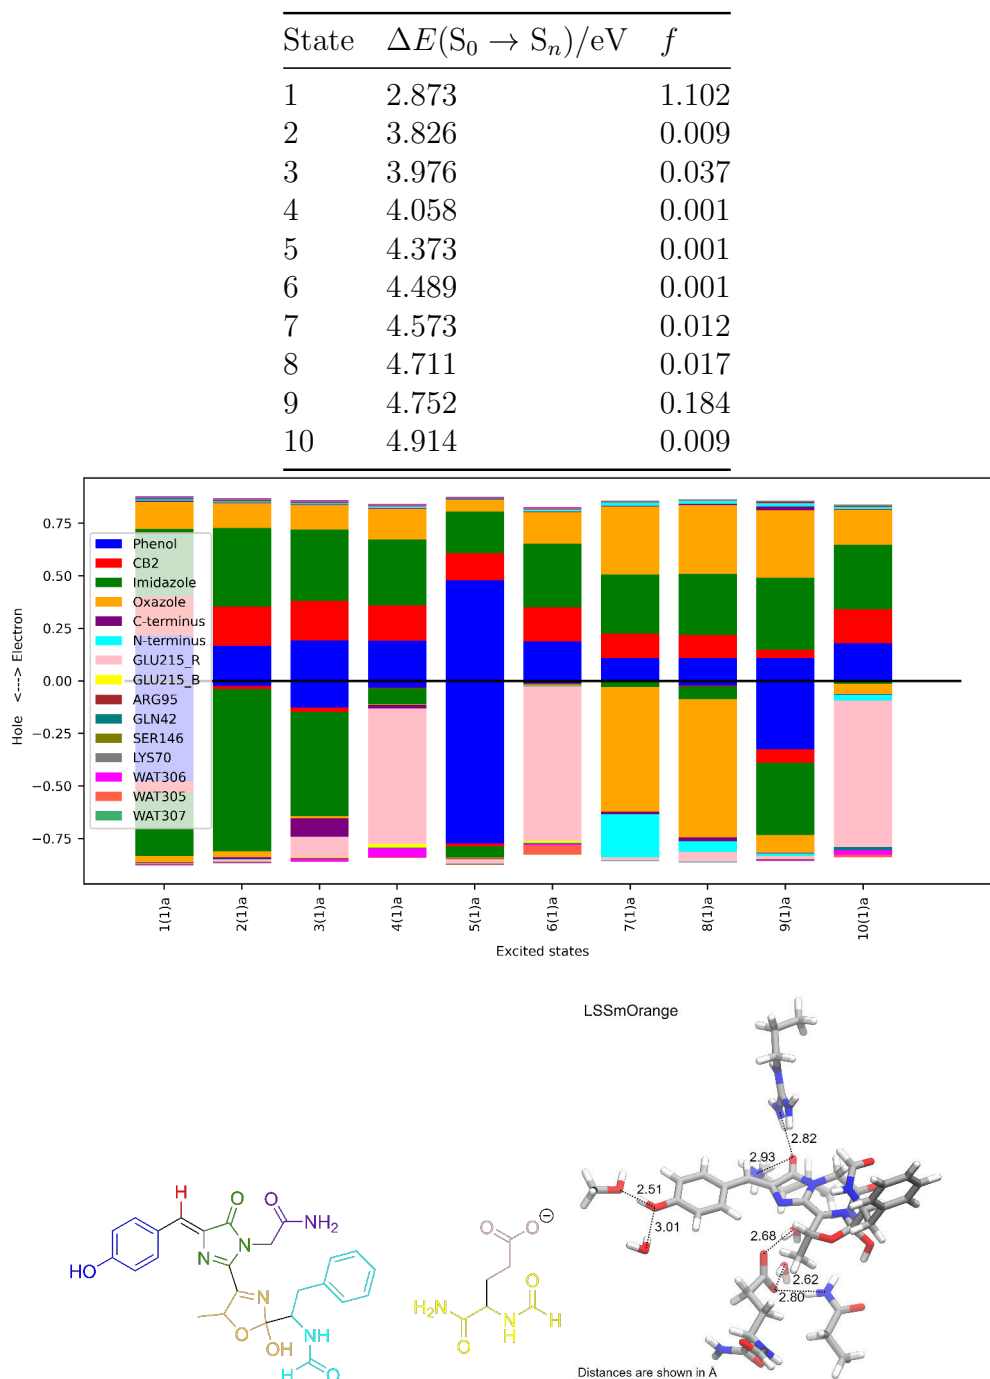 State ΔE(S₀ → Sₙ)/eV f
1 2.873 1.102
2 3.826 0.009
3 3.976 0.037
4 4.058 0.001
5 4.373 0.001
6 4.489 0.001
7 4.573 0.012
8 4.711 0.017
9 4.752 0.184
10 4.914 0.009
0.75
0.50
0.25
0.00
−0.25
−0.50
−0.75
Hole <---> Electron
Phenol
CB2
Imidazole
Oxazole
C-terminus
N-terminus
GLU215_R
GLU215_B
ARG95
GLN42
SER146
LYS70
WAT306
WAT305
WAT307
1(1)a 2(1)a 3(1)a 4(1)a 5(1)a 6(1)a 7(1)a 8(1)a 9(1)a 10(1)a
Excited states
LSSmOrange
2.82
2.93
2.51
3.01
2.68
2.62
2.80
H O O
NH₂
HO N N
N
O OH NH
H O
O O ⊖
H₂N O N H O H
Distances are shown in Å